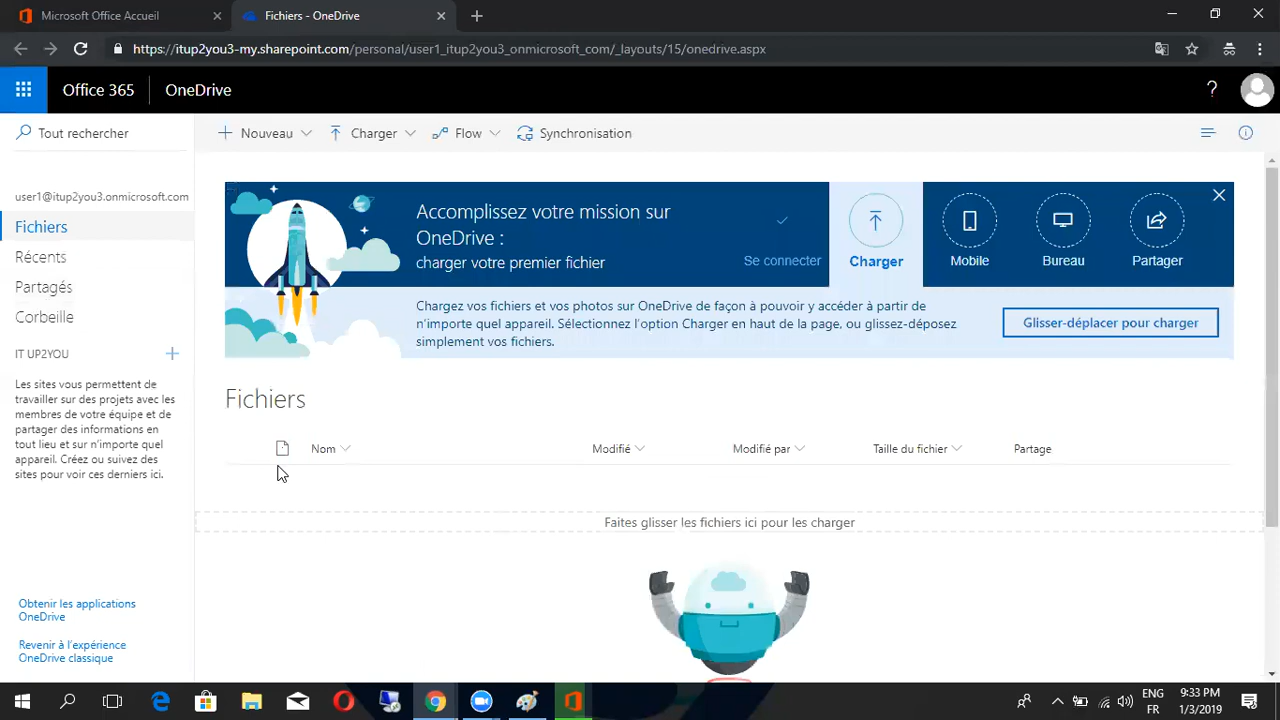 Microsoft Office Accueil
Fichiers - OneDrive
https://itup2you3-my.sharepoint.com/personal/user1_itup2you3_onmicrosoft_com/_layouts/15/onedrive.aspx
Office 365
OneDrive
?
Tout rechercher
Nouveau
Charger
Flow
Synchronisation
user1@itup2you3.onmicrosoft.com
Fichiers
Récents
Partagés
Corbeille
IT UP2YOU
Les sites vous permettent de
travailler sur des projets avec les
membres de votre équipe et de
partager des informations en
tout lieu et sur n'importe quel
appareil. Créez ou suivez des
sites pour voir ces derniers ici.
Obtenir les applications
OneDrive
Revenir à l'expérience
OneDrive classique
Accomplissez votre mission sur
OneDrive :
charger votre premier fichier
Se connecter
Charger
Mobile
Bureau
Partager
Chargez vos fichiers et vos photos sur OneDrive de façon à pouvoir y accéder à partir de
n'importe quel appareil. Sélectionnez l'option Charger en haut de la page, ou glissez-déposez
simplement vos fichiers.
Glisser-déplacer pour charger
Fichiers
Nom
Modifié
Modifié par
Taille du fichier
Partage
Faites glisser les fichiers ici pour les charger
ENG
FR
9:33 PM
1/3/2019